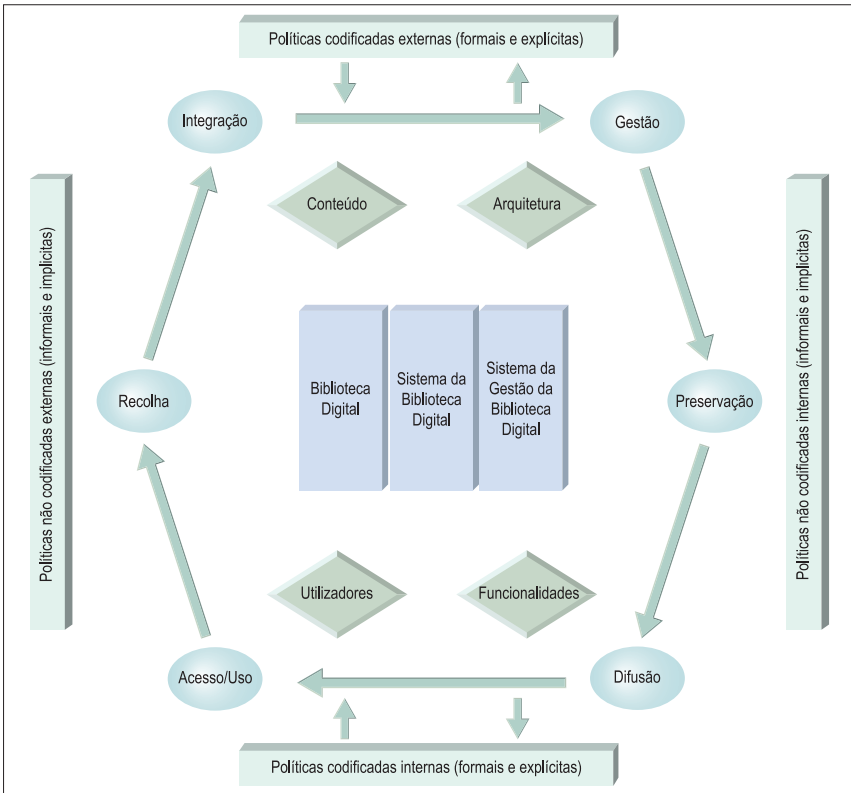 Políticas codificadas externas (formais e explícitas)
Integração
Gestão
Conteúdo
Arquitetura
Políticas não codificadas externas (informais e implicitas)
Políticas não codificadas internas (informais e implicitas)
Biblioteca
Digital
Sistema da
Biblioteca
Digital
Sistema da
Gestão da
Biblioteca
Digital
Recolha
Preservação
Utilizadores
Funcionalidades
Acesso/Uso
Difusão
Políticas codificadas internas (formais e explícitas)